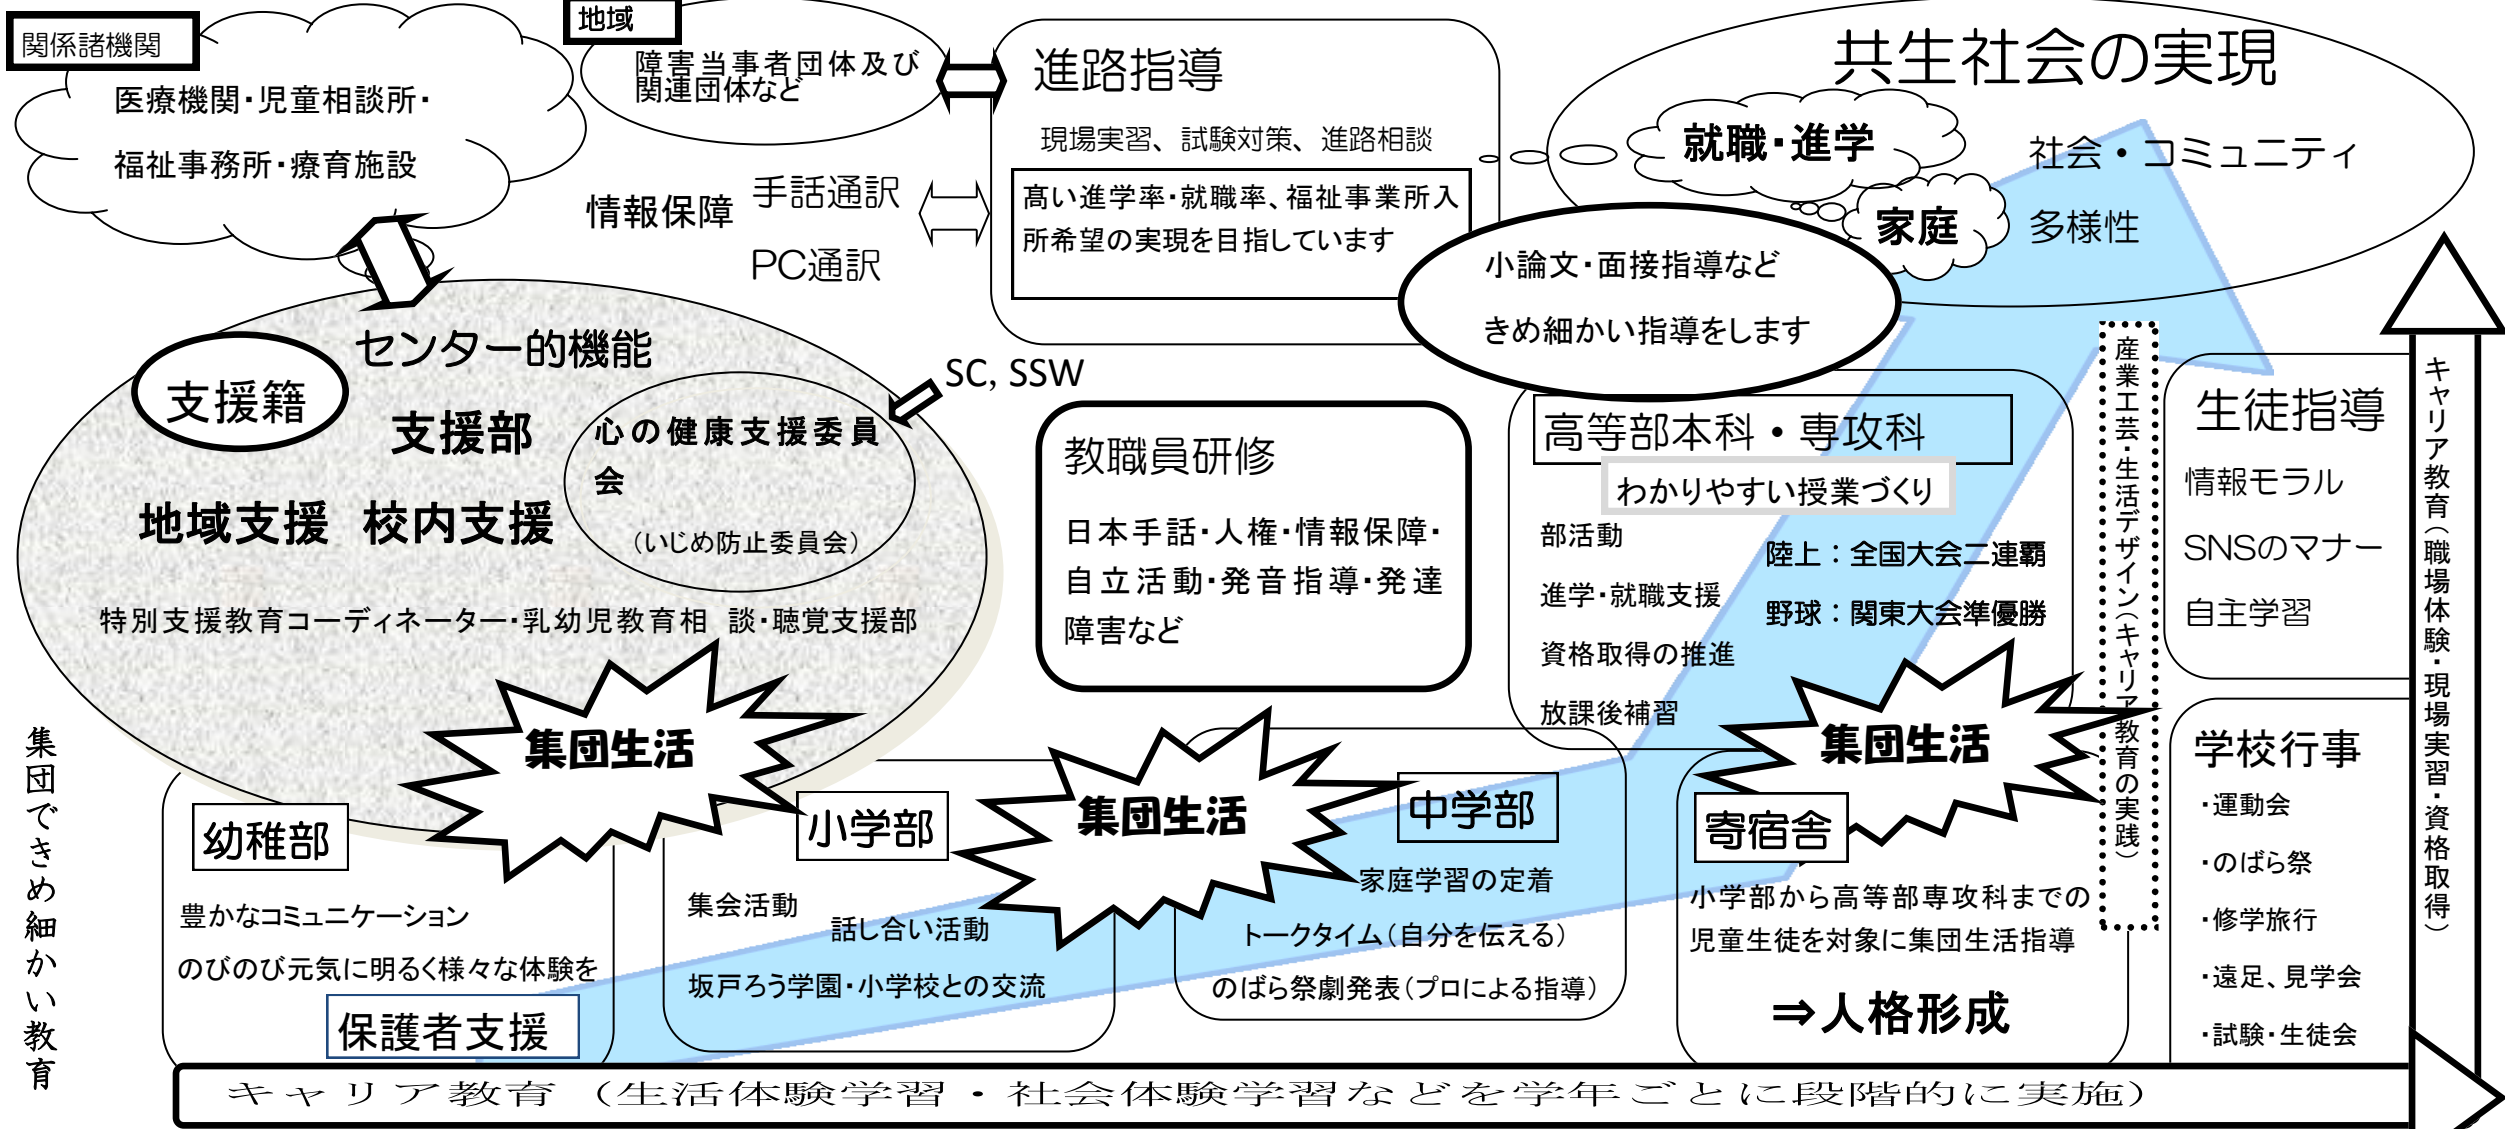 関係諸機関
医療機関・児童相談所・
福祉事務所・療育施設
地域
障害当事者団体及び
関連団体など
情報保障
手話通訳
PC通訳
進路指導
現場実習、試験対策、進路相談
高い進学率・就職率、福祉事業所入
所希望の実現を目指しています
小論文・面接指導など
きめ細かい指導をします
共生社会の実現
就職・進学
家庭
社会・コミュニティ
多様性
センター的機能
支援籍
支援部
地域支援 校内支援
心の健康支援委員
会
（いじめ防止委員会）
特別支援教育コーディネーター・乳幼児教育相 談・聴覚支援部
SC, SSW
教職員研修
日本手話・人権・情報保障・
自立活動・発音指導・発達
障害など
高等部本科・専攻科
わかりやすい授業づくり
部活動
陸上：全国大会二連覇
進学・就職支援
野球：関東大会準優勝
資格取得の推進
放課後補習
産業工芸・生活デザイン（キャリア教育の実践）
生徒指導
情報モラル
SNSのマナー
自主学習
キャリア教育（職場体験・現場実習・資格取得）
学校行事
・運動会
・のばら祭
・修学旅行
・遠足、見学会
・試験・生徒会
集団できめ細かい教育
集団生活
集団生活
集団生活
幼稚部
豊かなコミュニケーション
のびのび元気に明るく様々な体験を
保護者支援
小学部
集会活動
話し合い活動
坂戸ろう学園・小学校との交流
中学部
家庭学習の定着
トークタイム（自分を伝える）
のばら祭劇発表（プロによる指導）
寄宿舎
小学部から高等部専攻科までの
児童生徒を対象に集団生活指導
⇒人格形成
キャリア教育（生活体験学習・社会体験学習などを学年ごとに段階的に実施）